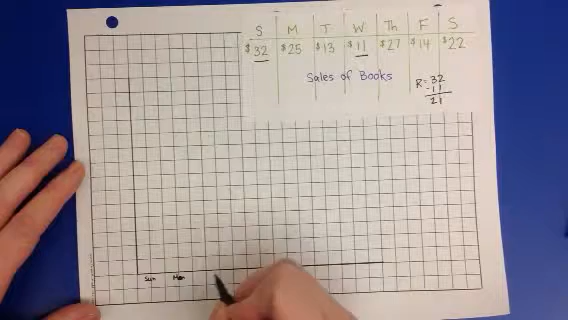 S M T W Th F S
$32 $25 $13 $11 $27 $14 $22
Sales of Books
R=32
-11
21
Sun Mon